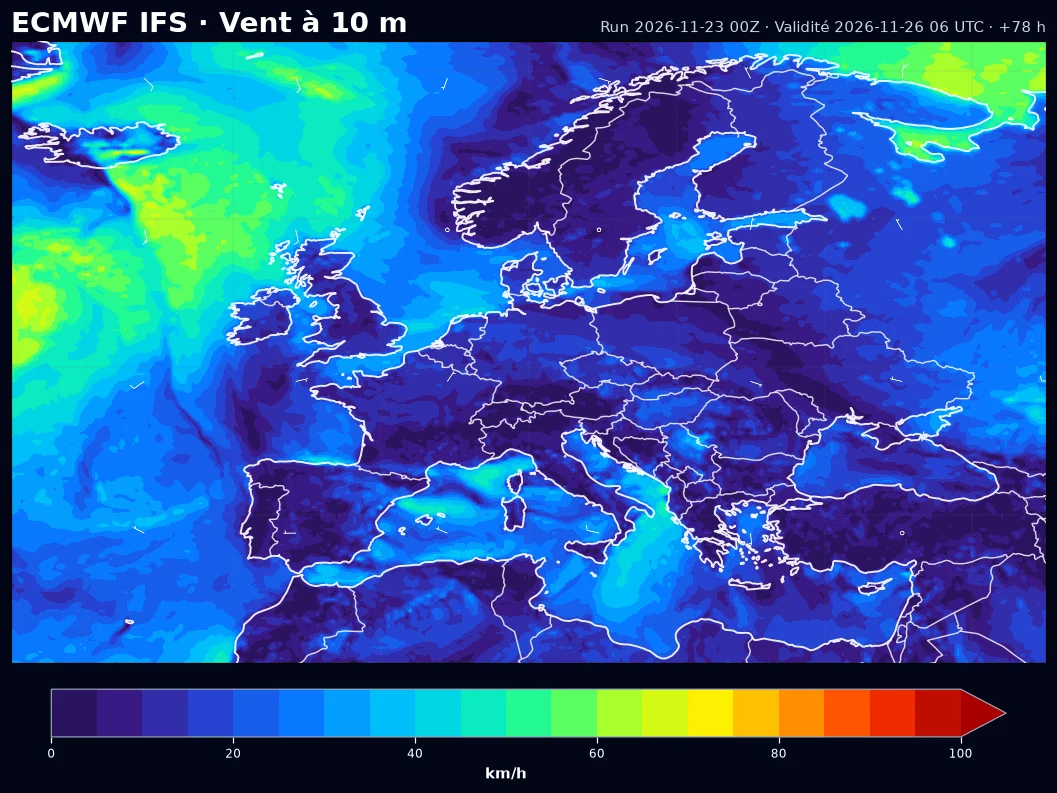 ECMWF IFS · Vent à 10 m
Run 2026-11-23 00Z · Validité 2026-11-26 06 UTC · +78 h
0 20 40 60 80 100
km/h